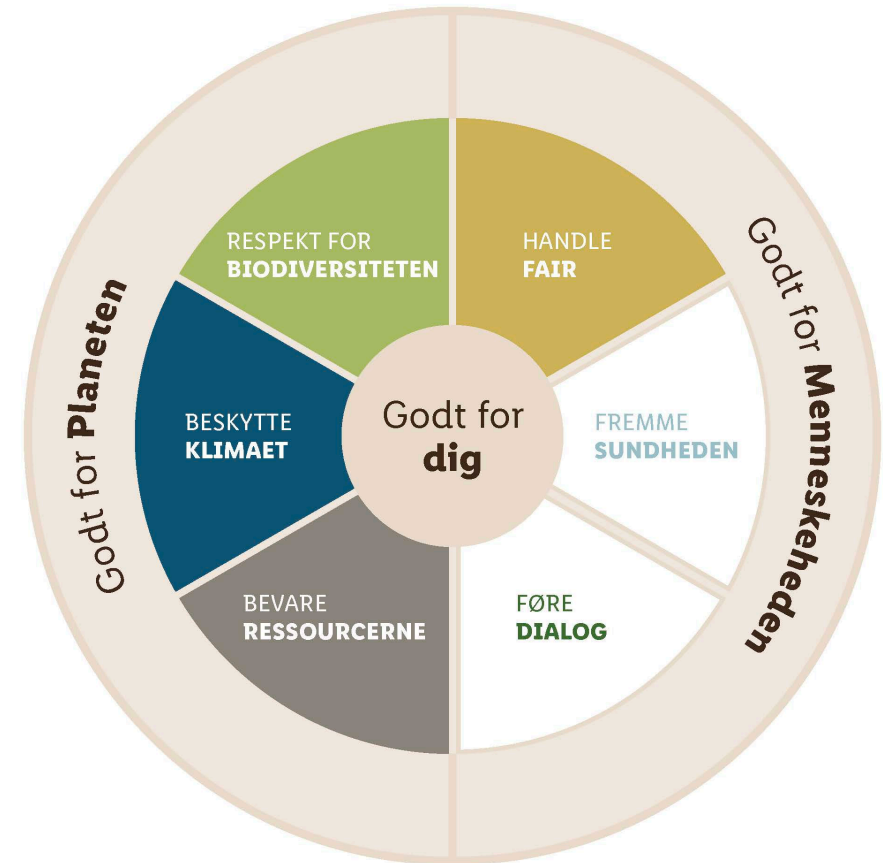 Godt for Planeten
RESPEKT FOR
BIODIVERSITETEN
HANDLE
FAIR
BESKYTTE
KLIMAET
Godt for
dig
FREMME
SUNDHEDEN
BEVARE
RESSOURCERNE
FØRE
DIALOG
Godt for Menneskeheden